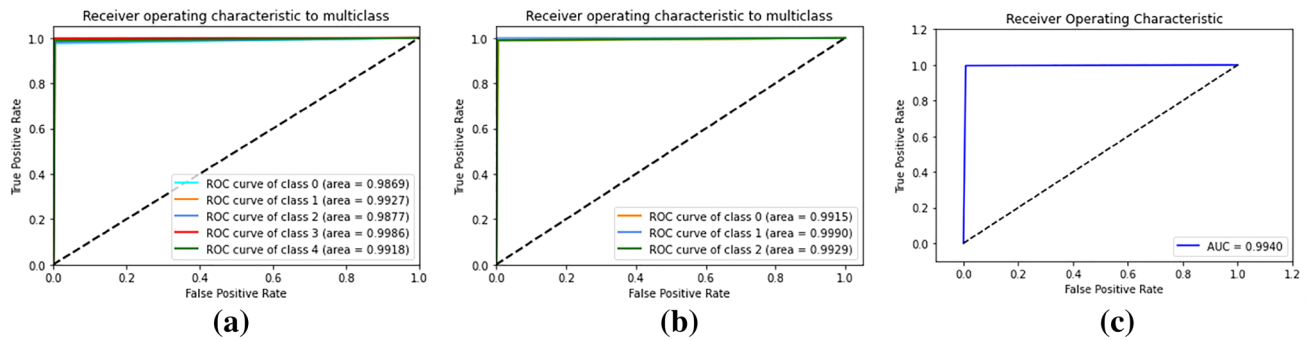 Receiver operating characteristic to multiclass
True Positive Rate
1.0
0.8
0.6
0.4
0.2
0.0
ROC curve of class 0 (area = 0.9869)
ROC curve of class 1 (area = 0.9927)
ROC curve of class 2 (area = 0.9877)
ROC curve of class 3 (area = 0.9986)
ROC curve of class 4 (area = 0.9918)
0.0 0.2 0.4 0.6 0.8 1.0
False Positive Rate
(a)
Receiver operating characteristic to multiclass
True Positive Rate
1.0
0.8
0.6
0.4
0.2
0.0
ROC curve of class 0 (area = 0.9915)
ROC curve of class 1 (area = 0.9990)
ROC curve of class 2 (area = 0.9929)
0.0 0.2 0.4 0.6 0.8 1.0
False Positive Rate
(b)
Receiver Operating Characteristic
True Positive Rate
1.2
1.0
0.8
0.6
0.4
0.2
0.0
AUC = 0.9940
0.0 0.2 0.4 0.6 0.8 1.0 1.2
False Positive Rate
(c)